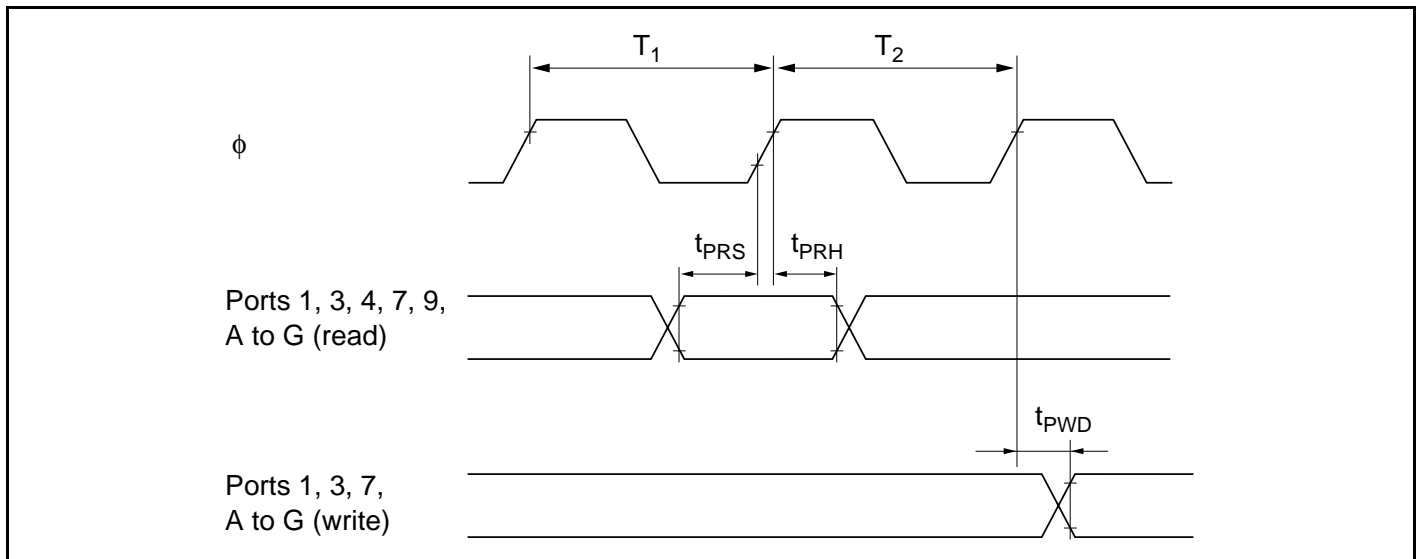 T1
T2
ϕ
tPRS
tPRH
Ports 1, 3, 4, 7, 9,
A to G (read)
tPWD
Ports 1, 3, 7,
A to G (write)